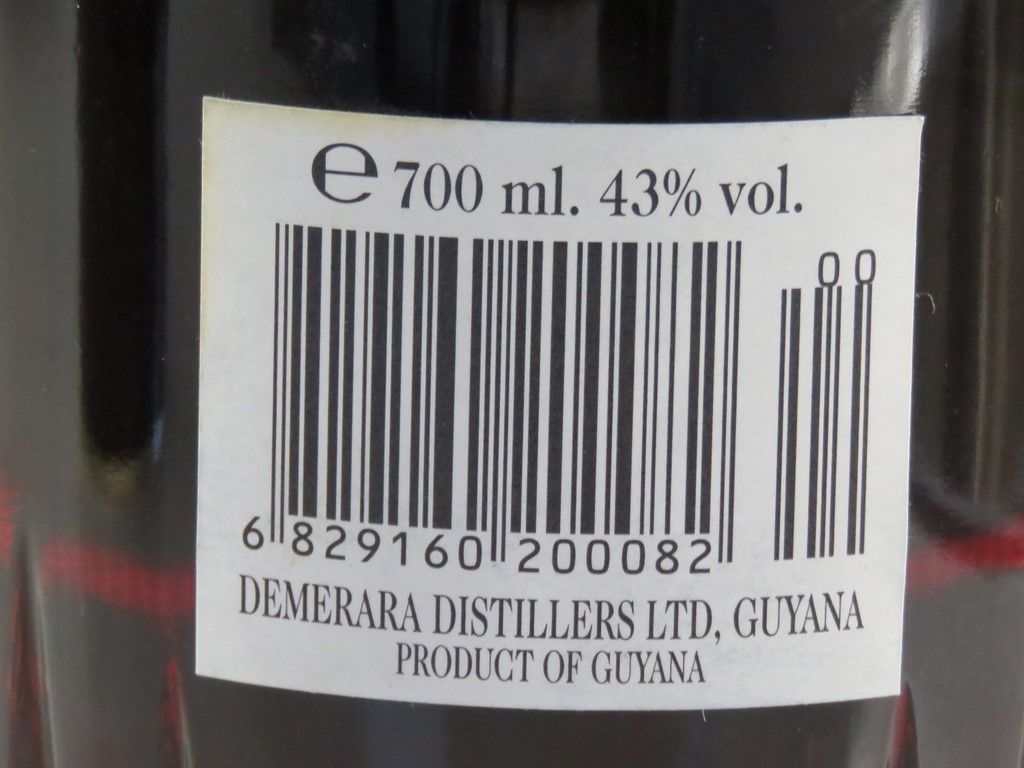 e 700 ml. 43% vol.
00
6 829160 200082
DEMERARA DISTILLERS LTD, GUYANA
PRODUCT OF GUYANA